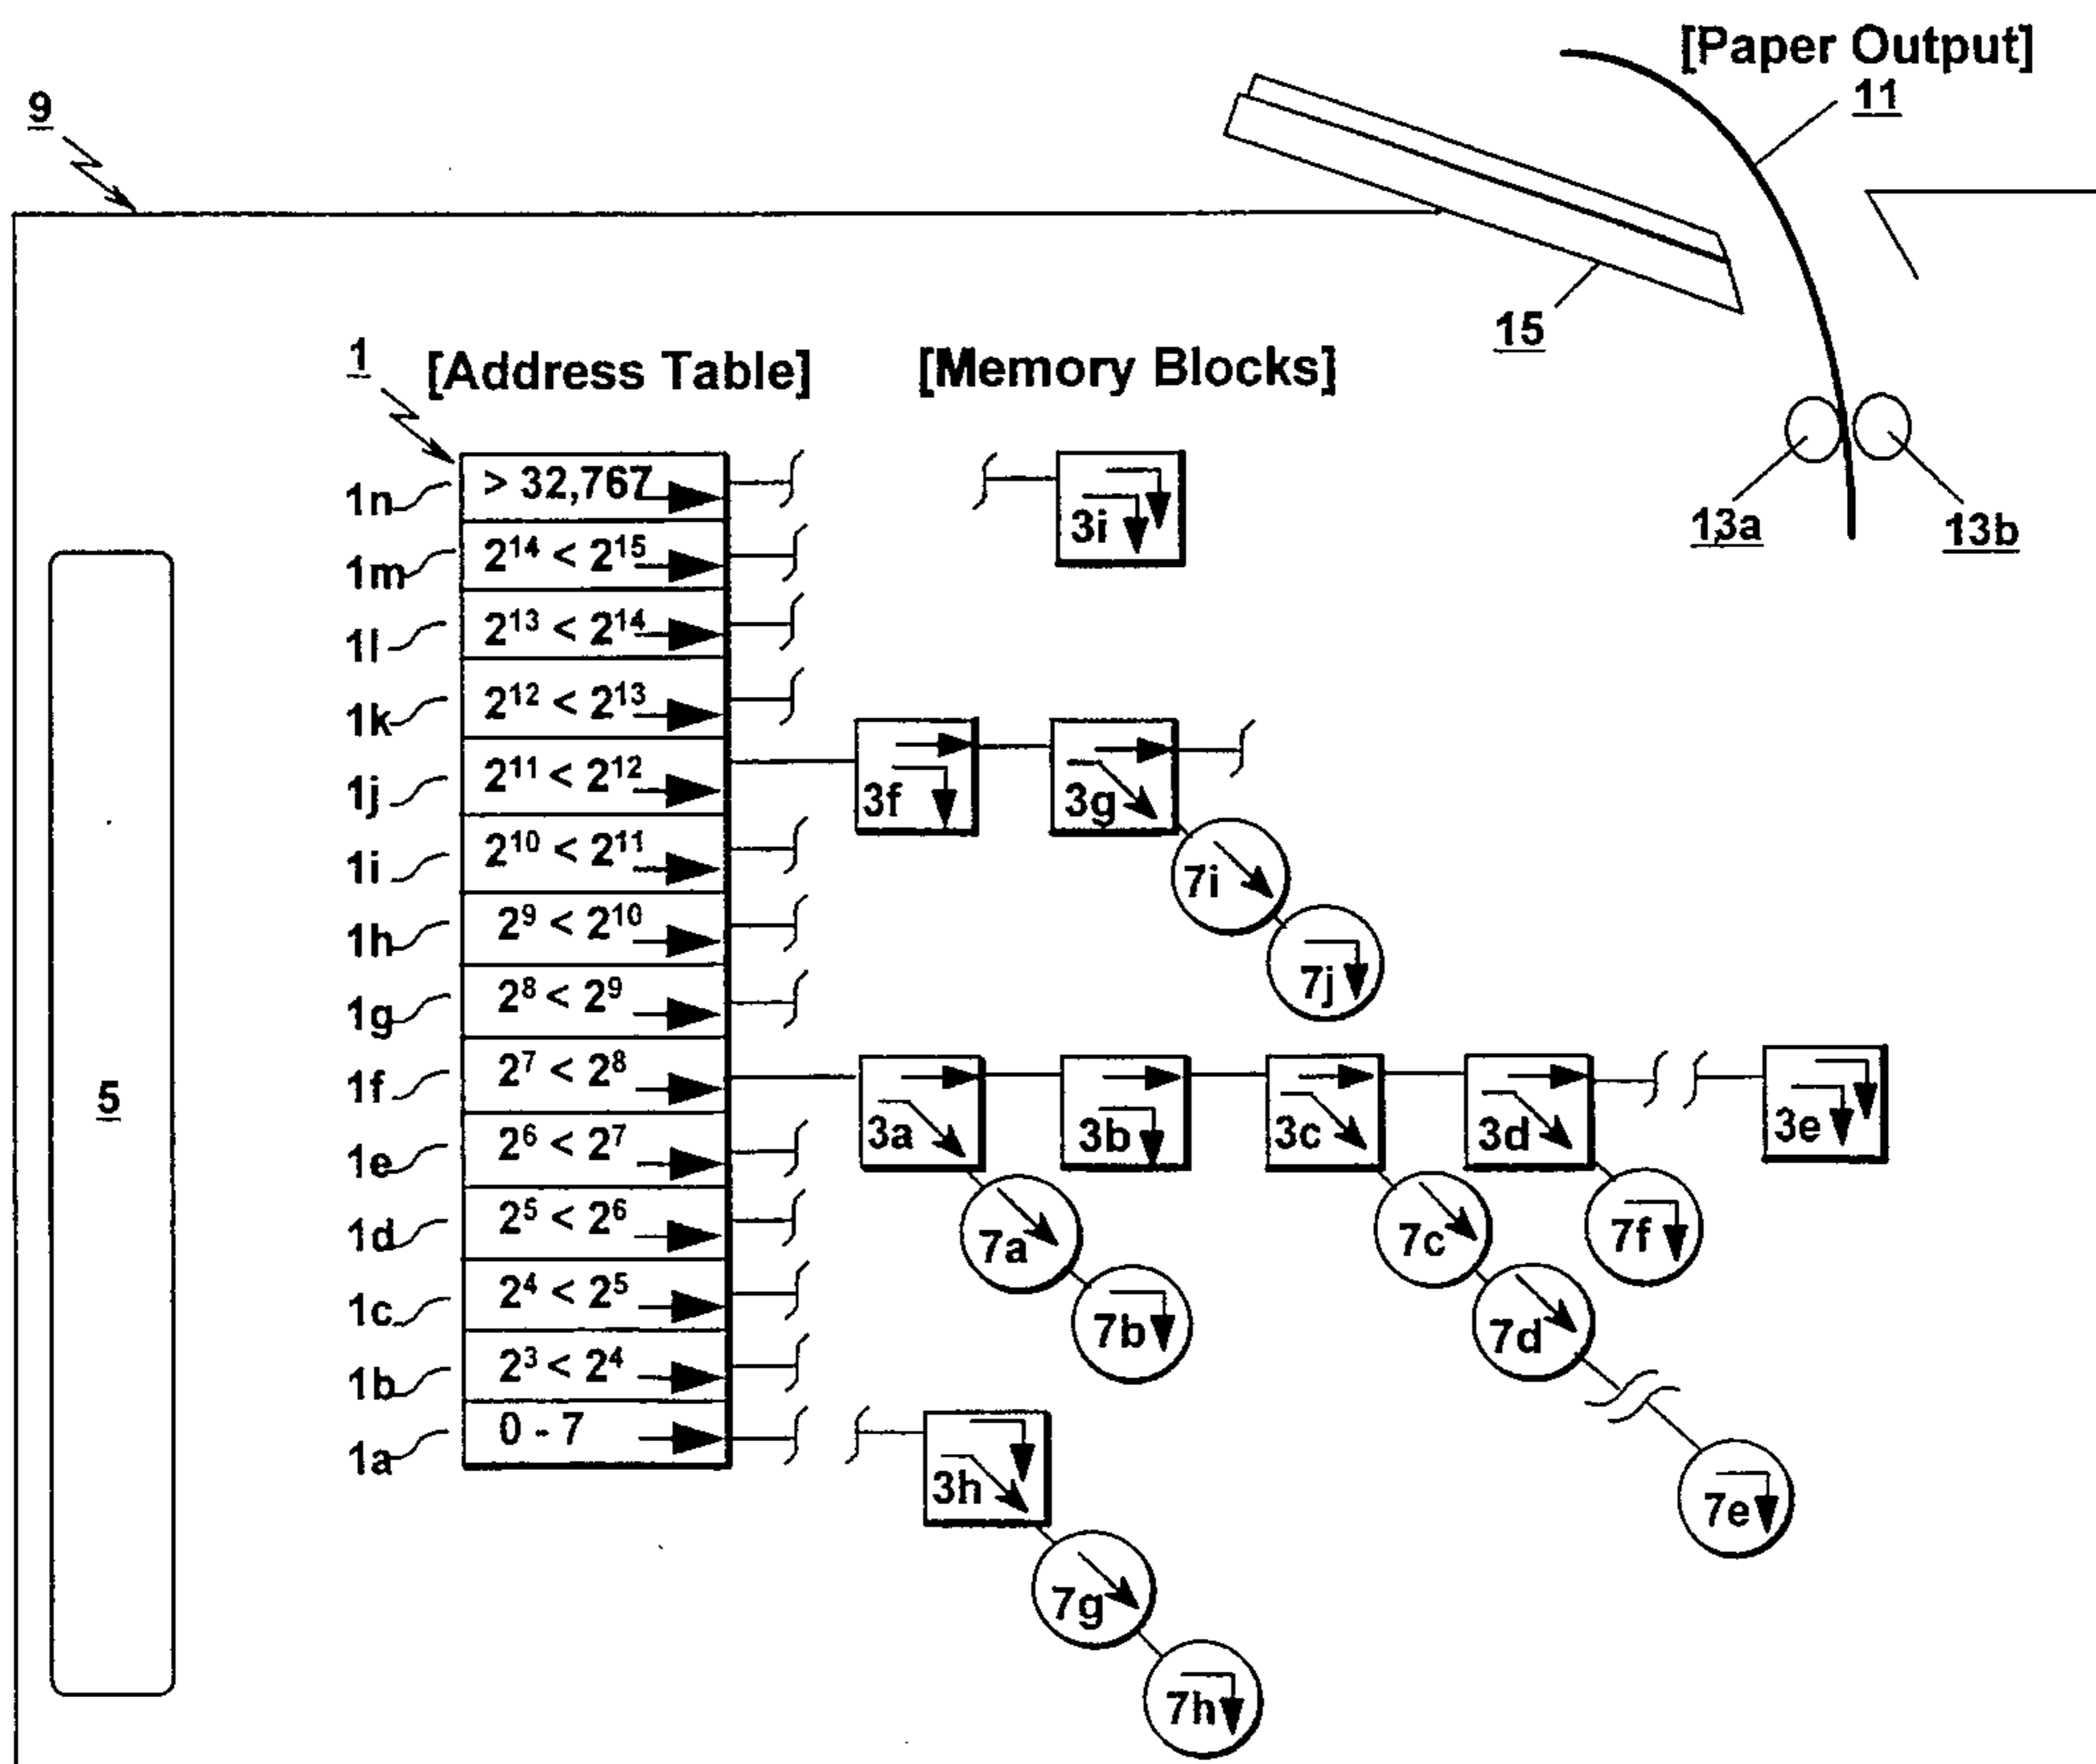 [Paper Output]
11
9
15
1
[Address Table]
[Memory Blocks]
13a
13b
1n
> 32,767
3i
1m
2¹⁴ < 2¹⁵
1l
2¹³ < 2¹⁴
1k
2¹² < 2¹³
1j
2¹¹ < 2¹²
3f
3g
1i
2¹⁰ < 2¹¹
7i
1h
2⁹ < 2¹⁰
7j
1g
2⁸ < 2⁹
5
1f
2⁷ < 2⁸
3a
3b
3c
3d
3e
1e
2⁶ < 2⁷
1d
2⁵ < 2⁶
7a
7c
7f
1c
2⁴ < 2⁵
7b
7d
1b
2³ < 2⁴
1a
0 - 7
3h
7e
7g
7h